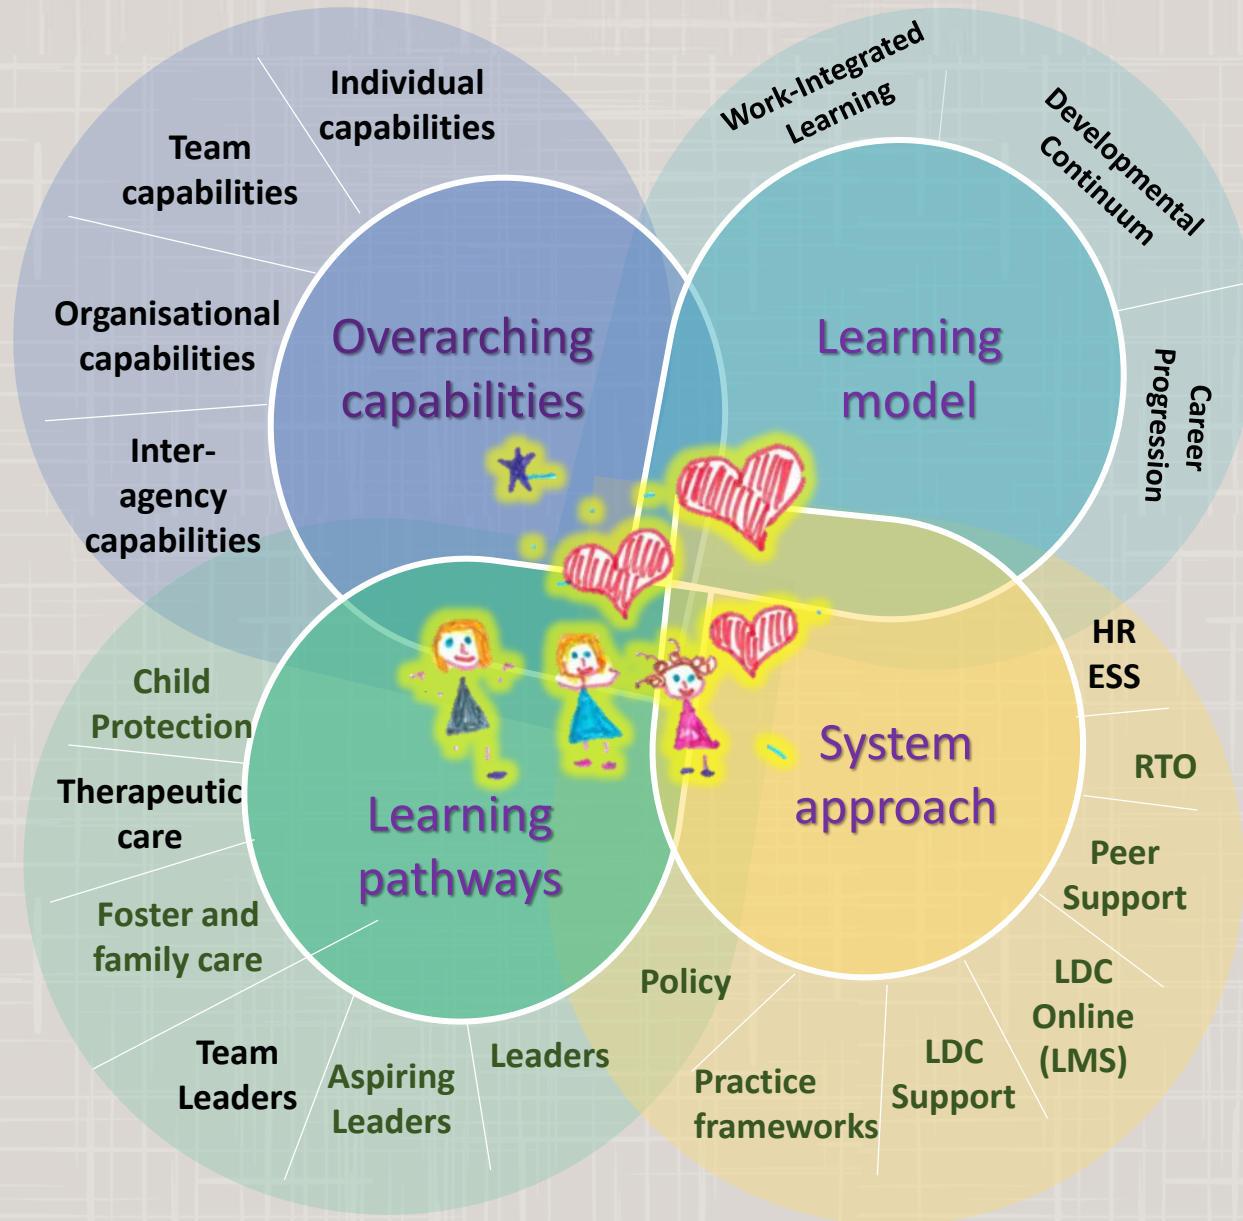 Individual
capabilities
Team
capabilities
Organisational
capabilities
Inter-
agency
capabilities
Overarching
capabilities
Work-Integrated
Learning
Developmental
Continuum
Career
Progression
Learning
model
Child
Protection
Therapeutic
care
Foster and
family care
Team
Leaders
Aspiring
Leaders
Leaders
Learning
pathways
HR
ESS
RTO
Peer
Support
LDC
Online
(LMS)
LDC
Support
Practice
frameworks
Policy
System
approach